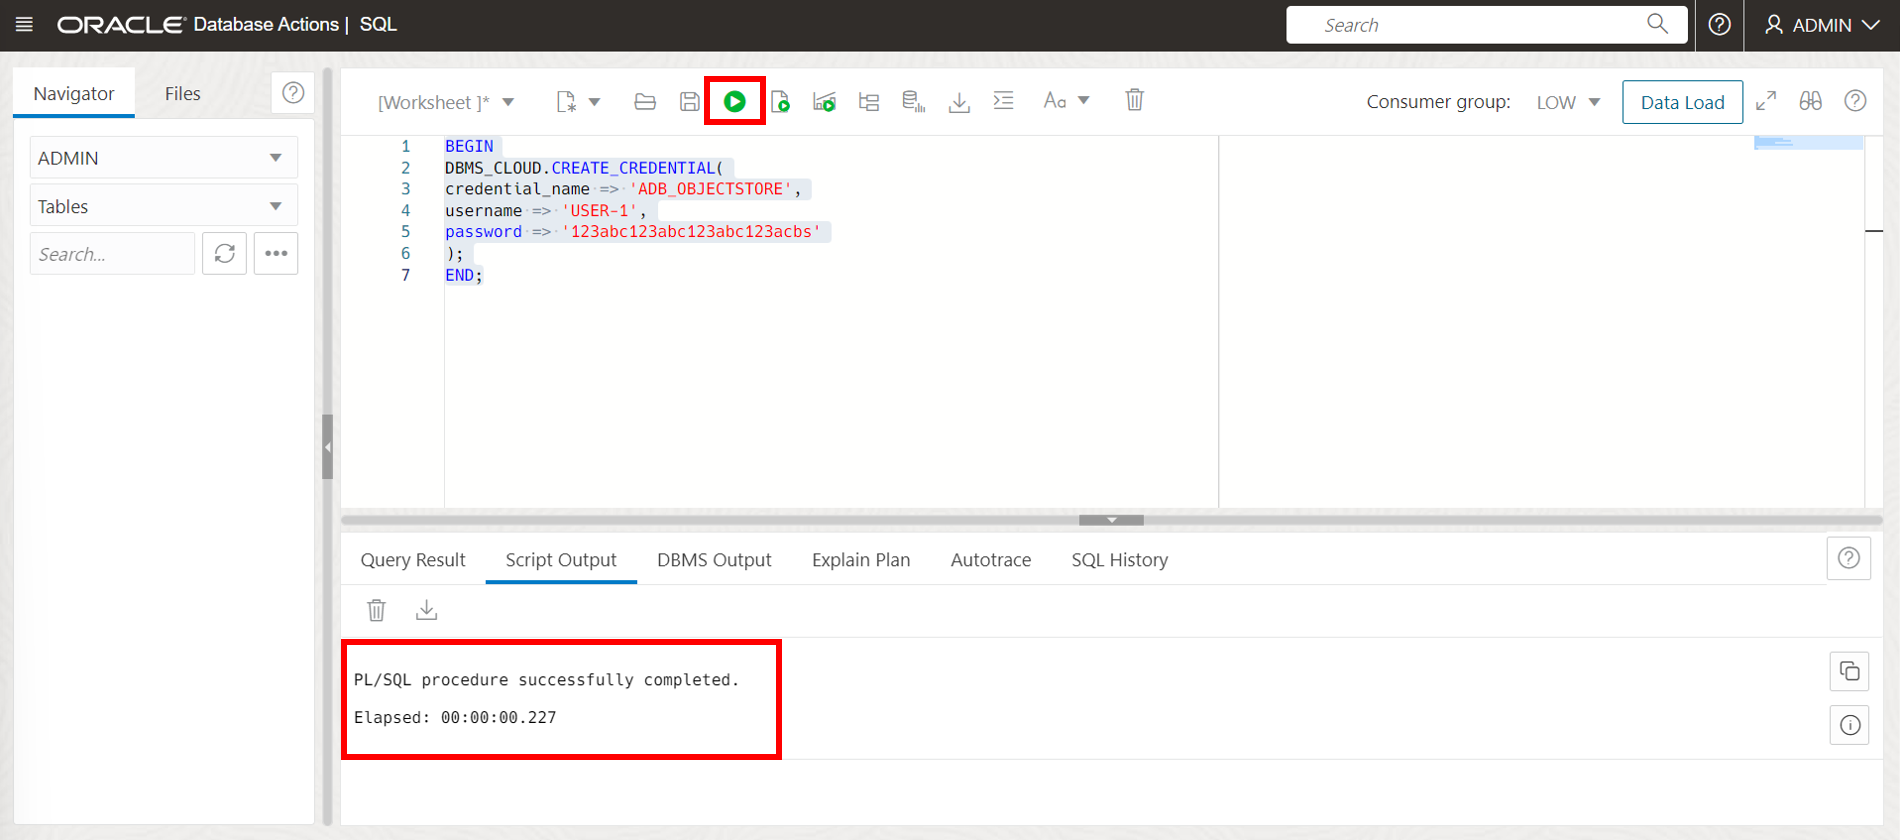 ORACLE Database Actions | SQL
Search
ADMIN
Navigator
Files
ADMIN
Tables
Search...
[Worksheet ]*
Aa
Consumer group:
LOW
Data Load
1 BEGIN
2 DBMS_CLOUD.CREATE_CREDENTIAL(
3 credential_name => 'ADB_OBJECTSTORE',
4 username => 'USER-1',
5 password => '123abc123abc123abc123acbs'
6 );
7 END;
Query Result
Script Output
DBMS Output
Explain Plan
Autotrace
SQL History
PL/SQL procedure successfully completed.
Elapsed: 00:00:00.227